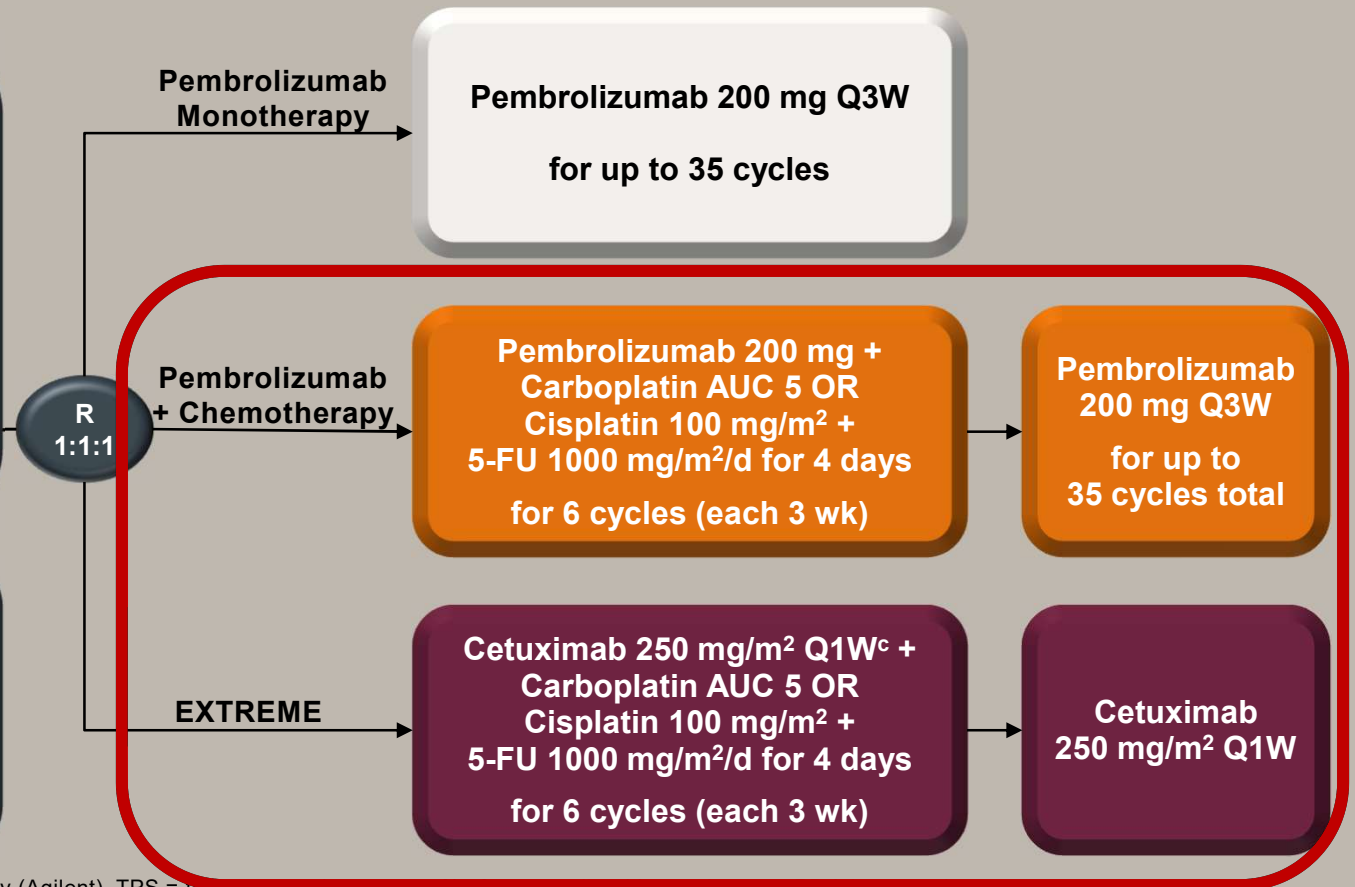 Pembrolizumab
Monotherapy
Pembrolizumab 200 mg Q3W
for up to 35 cycles
R
1:1:1
Pembrolizumab
+ Chemotherapy
Pembrolizumab 200 mg +
Carboplatin AUC 5 OR
Cisplatin 100 mg/m² +
5-FU 1000 mg/m²/d for 4 days
for 6 cycles (each 3 wk)
Pembrolizumab
200 mg Q3W
for up to
35 cycles total
EXTREME
Cetuximab 250 mg/m² Q1Wᶜ +
Carboplatin AUC 5 OR
Cisplatin 100 mg/m² +
5-FU 1000 mg/m²/d for 4 days
for 6 cycles (each 3 wk)
Cetuximab
250 mg/m² Q1W
(Agilent). TPS =